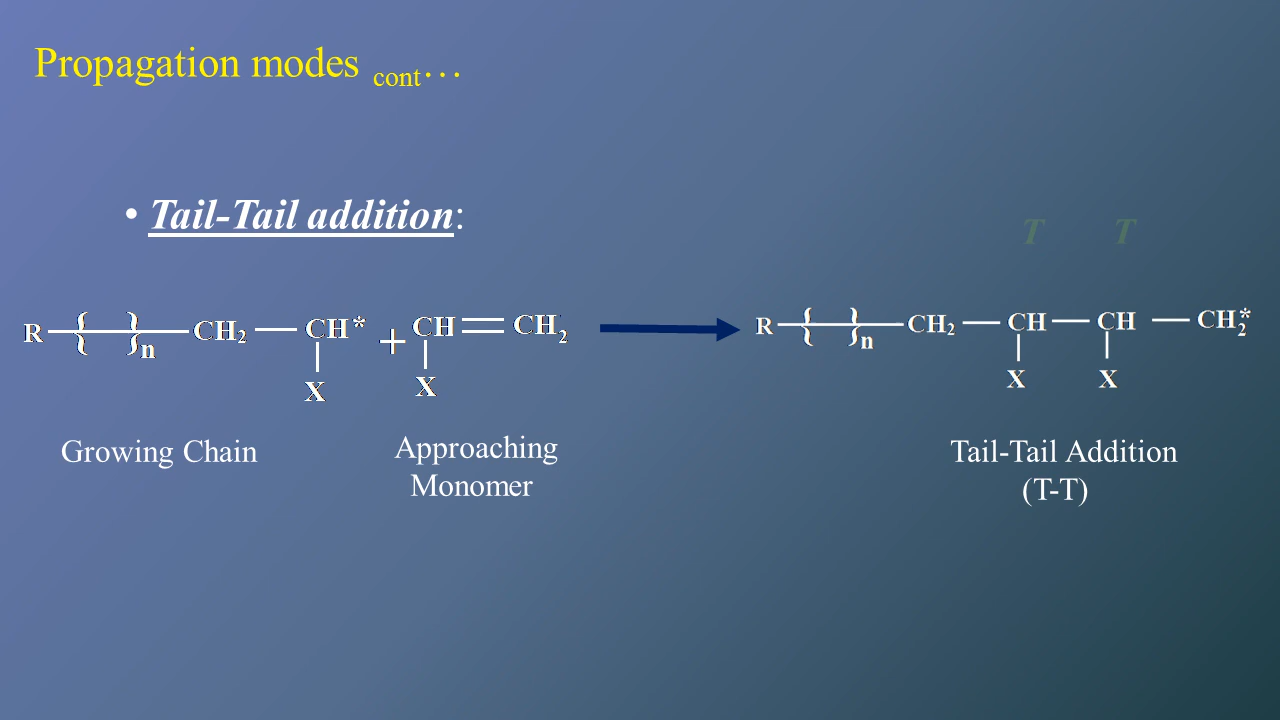 Propagation modes cont…
• Tail-Tail addition:
T T
R { }n CH2 CH* + CH CH2 R { }n CH2 CH CH CH2*
X X X X
Growing Chain Approaching Monomer Tail-Tail Addition (T-T)